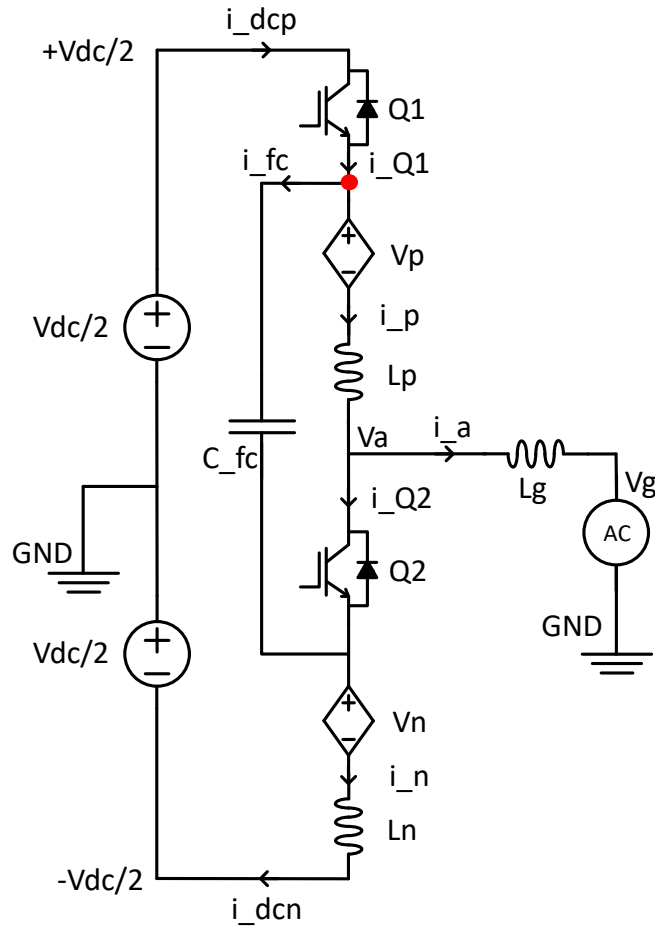 i_dcp
+Vdc/2
Q1
i_fc
i_Q1
+
−
Vp
i_p
+
−
Vdc/2
Lp
Va
i_a
C_fc
Lg
Vg
i_Q2
AC
GND
Q2
GND
+
−
Vdc/2
+
−
Vn
i_n
Ln
-Vdc/2
i_dcn